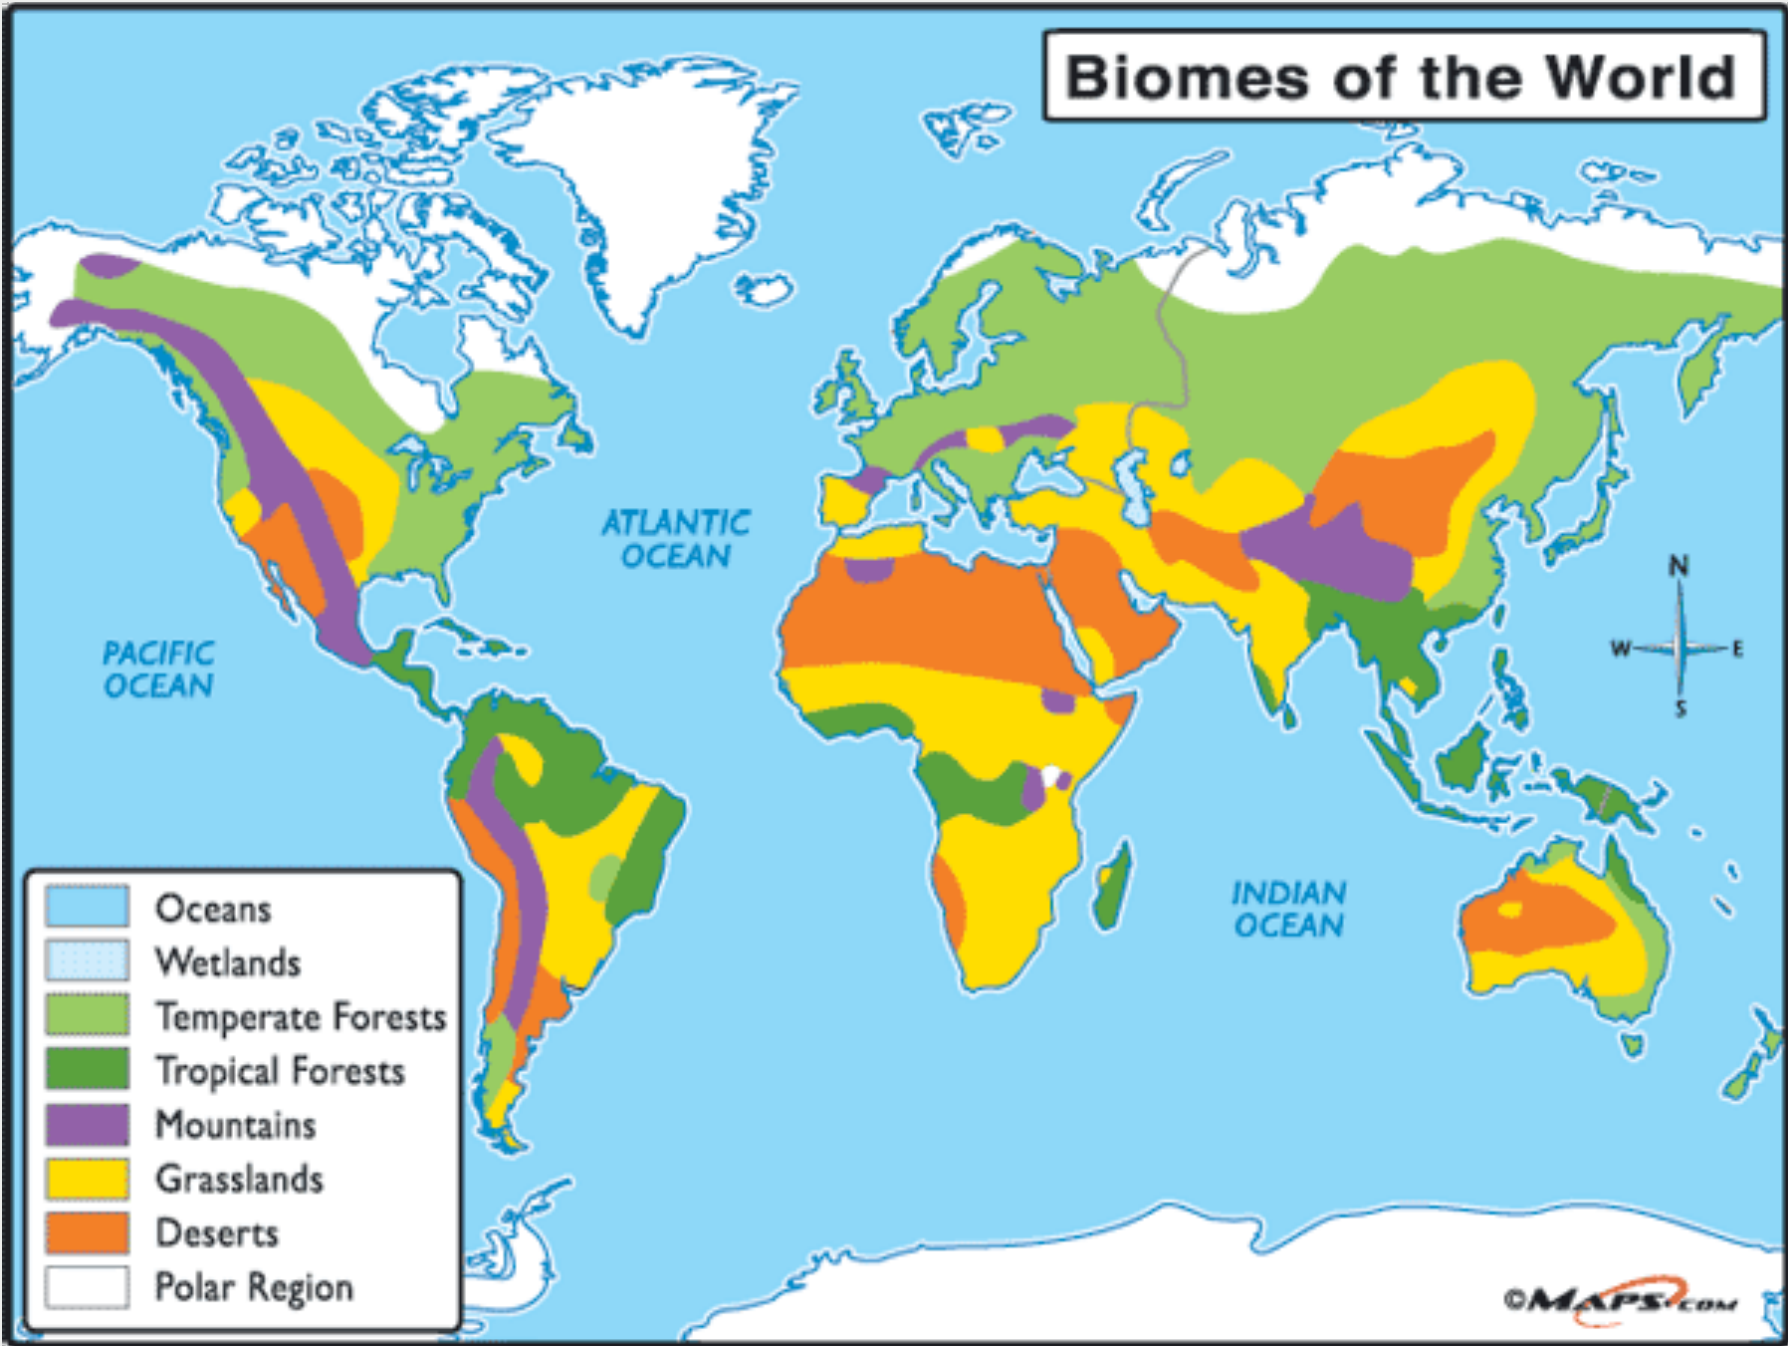 Biomes of the World
ATLANTIC
OCEAN
PACIFIC
OCEAN
N
W
E
S
INDIAN
OCEAN
Oceans
Wetlands
Temperate Forests
Tropical Forests
Mountains
Grasslands
Deserts
Polar Region
©MAPS.COM